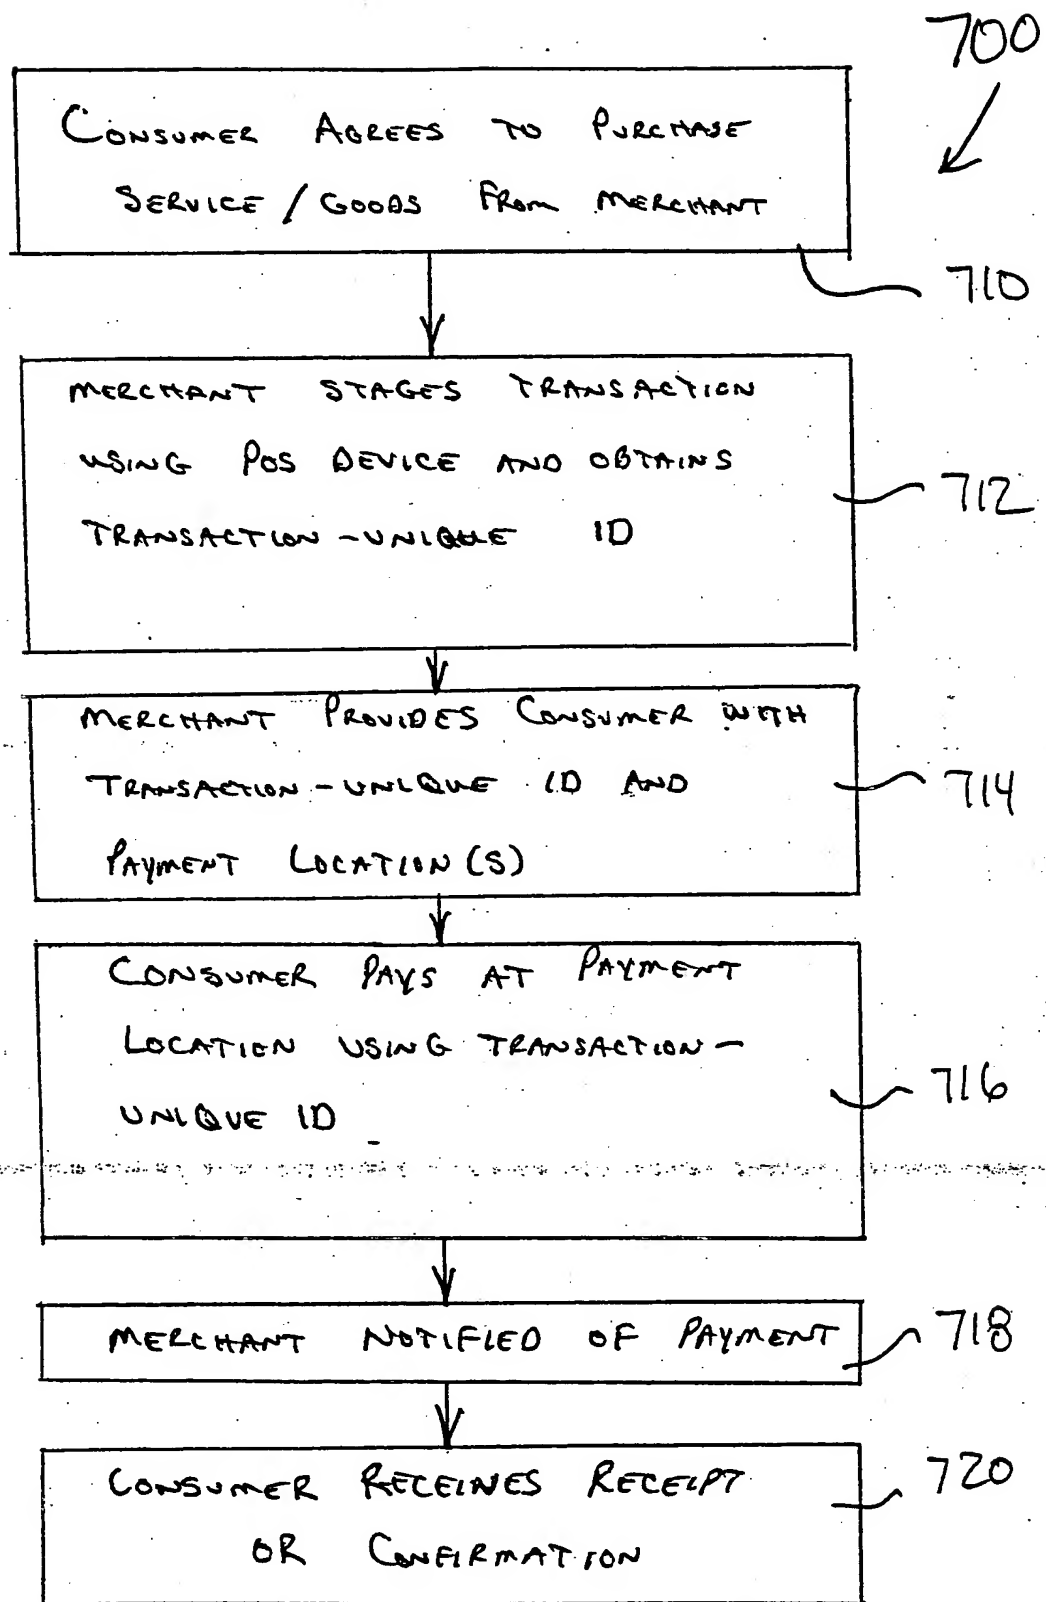 700
CONSUMER AGREES TO PURCHASE
SERVICE / GOODS FROM MERCHANT
710
MERCHANT STAGES TRANSACTION
USING POS DEVICE AND OBTAINS
712
TRANSACTION-UNIQUE ID
MERCHANT PROVIDES CONSUMER WITH
TRANSACTION-UNIQUE ID AND
714
PAYMENT LOCATION(S)
CONSUMER PAYS AT PAYMENT
LOCATION USING TRANSACTION-
716
UNIQUE ID
MERCHANT NOTIFIED OF PAYMENT
718
CONSUMER RECEIVES RECEIPT
720
OR CONFIRMATION